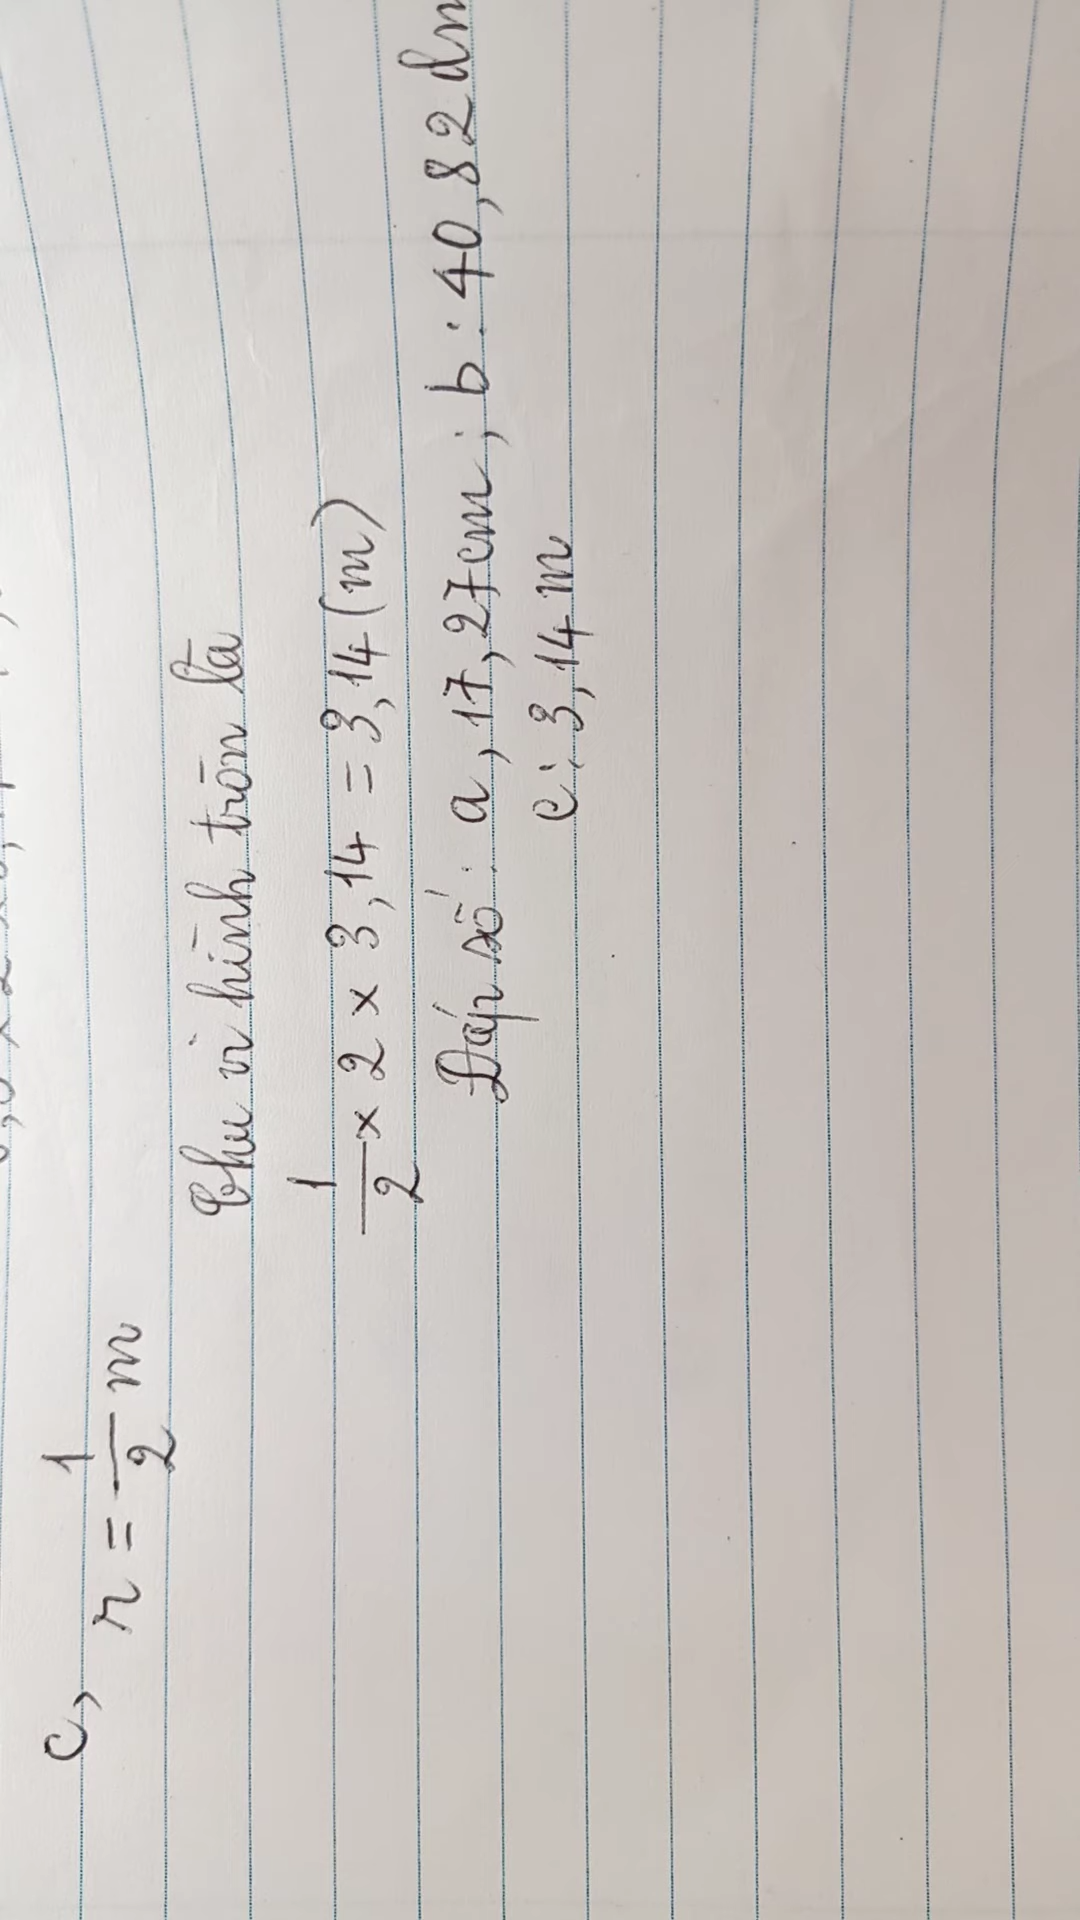 c, r = 1/2 m
Chu vi hình tròn là
1/2 x 2 x 3,14 = 3,14 (m)
Đáp số: a, 17,27cm; b: 40,82 dm
c: 3,14 m